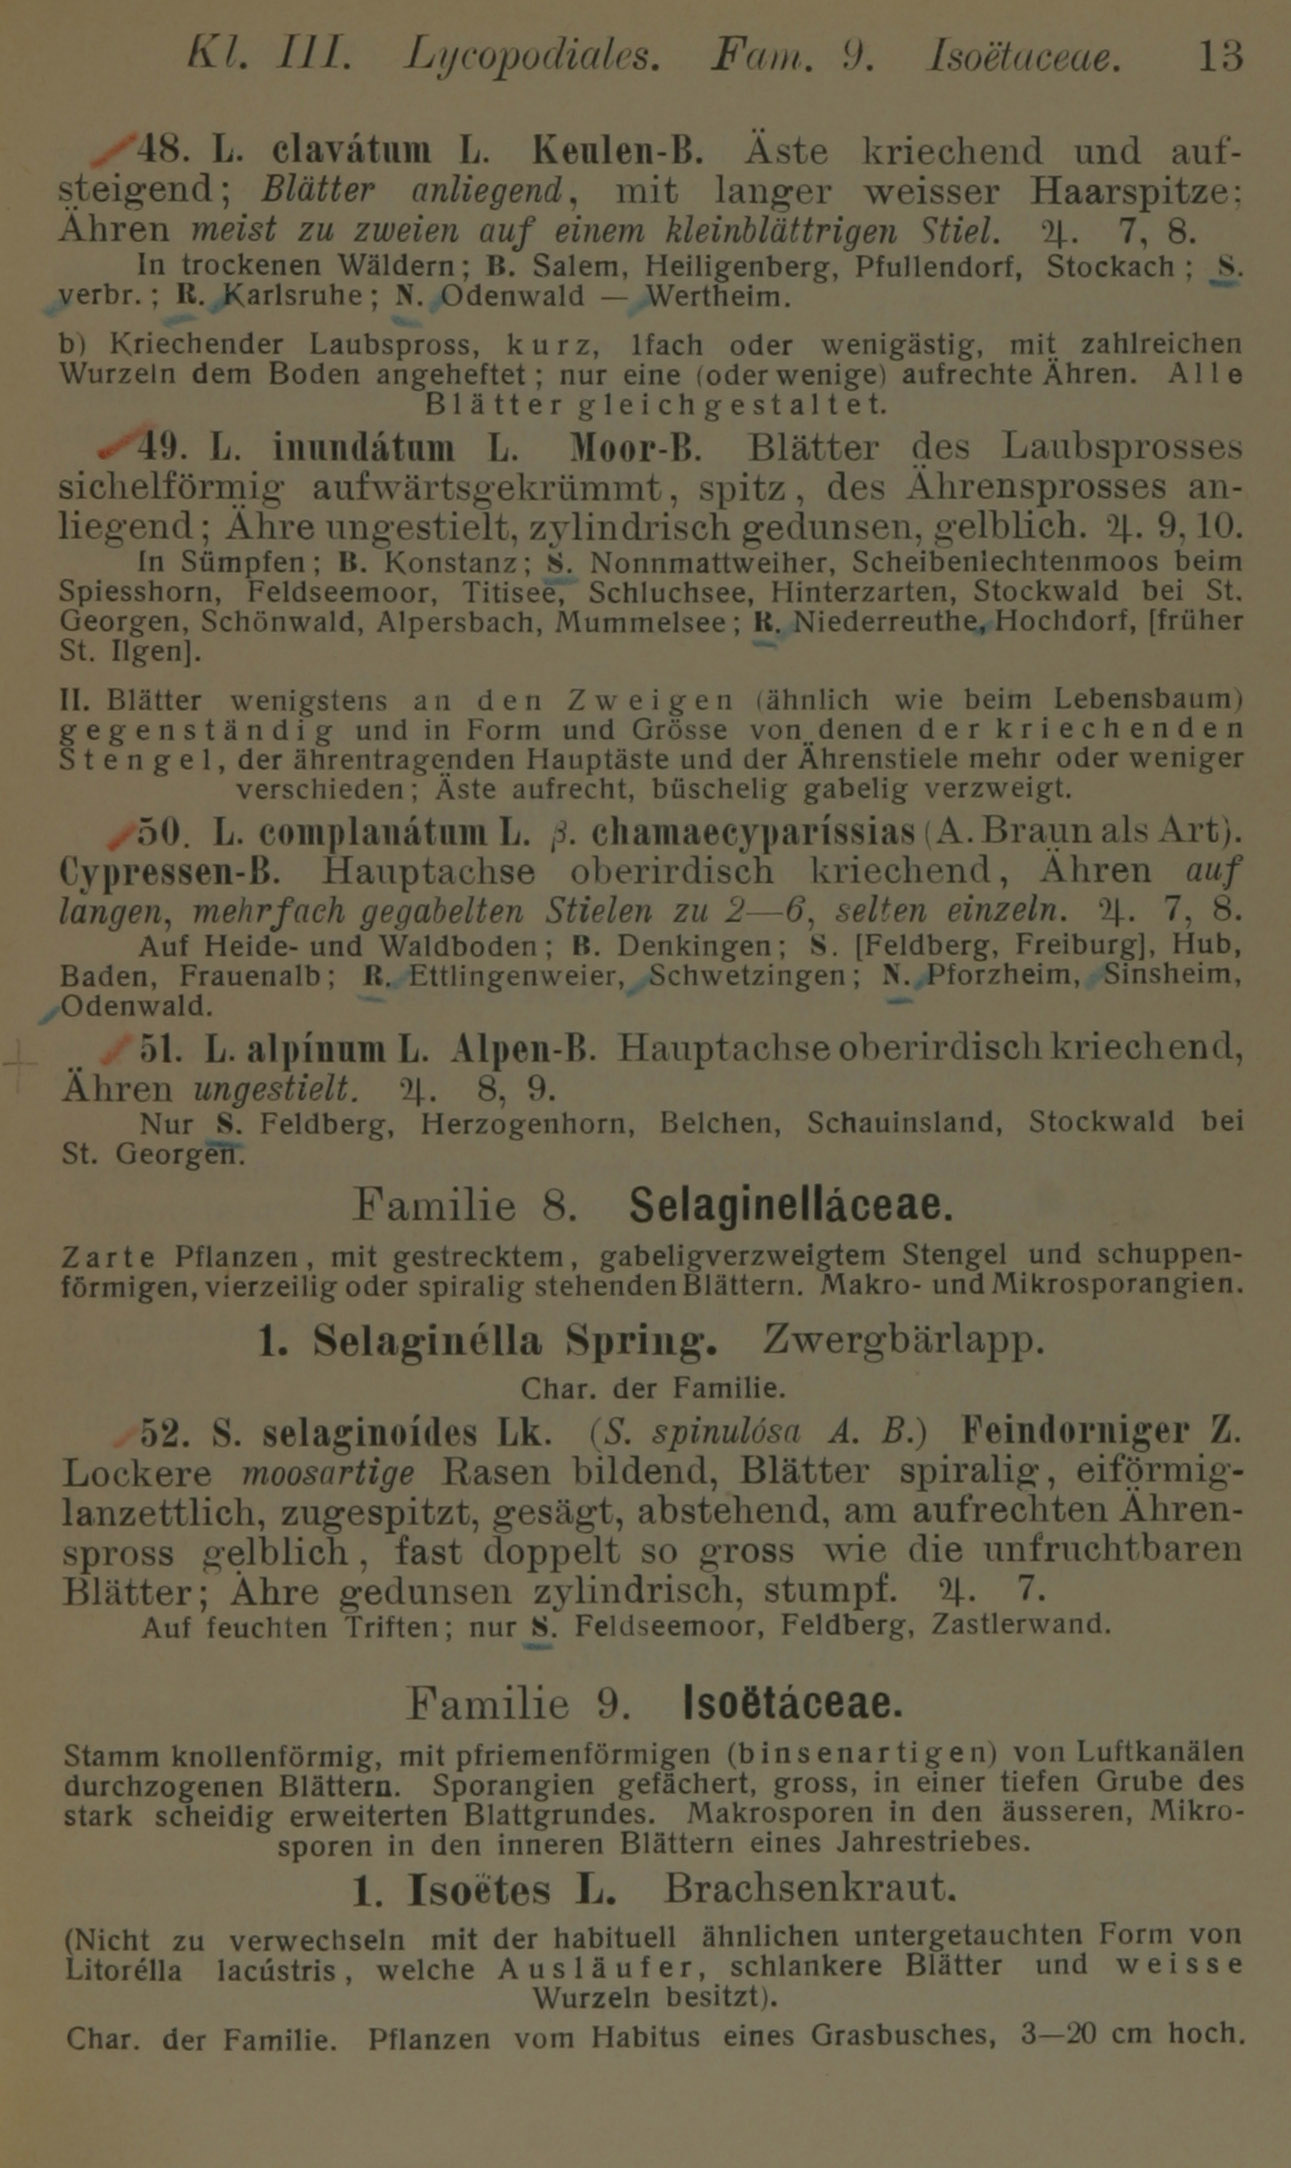 Kl. III. Lycopodiales. Fam. 9. Isoëtaceae. 13
48. L. clavátum L. Keulen-B. Äste kriechend und auf-
steigend; Blätter anliegend, mit langer weisser Haarspitze;
Ähren meist zu zweien auf einem kleinblättrigen Stiel. ♃. 7, 8.
In trockenen Wäldern; B. Salem, Heiligenberg, Pfullendorf, Stockach; S.
verbr.; R. Karlsruhe; N. Odenwald — Wertheim.
b) Kriechender Laubspross, kurz, 1fach oder wenigästig, mit zahlreichen
Wurzeln dem Boden angeheftet; nur eine (oder wenige) aufrechte Ähren. Alle
Blätter gleichgestaltet.
49. L. inundátum L. Moor-B. Blätter des Laubsprosses
sichelförmig aufwärtsgekrümmt, spitz, des Ährensprosses an-
liegend; Ähre ungestielt, zylindrisch gedunsen, gelblich. ♃. 9, 10.
In Sümpfen; B. Konstanz; S. Nonnmattweiher, Scheibenlechtenmoos beim
Spiesshorn, Feldseemoor, Titisee, Schluchsee, Hinterzarten, Stockwald bei St.
Georgen, Schönwald, Alpersbach, Mummelsee; R. Niederreuthe, Hochdorf, [früher
St. Ilgen].
II. Blätter wenigstens an den Zweigen (ähnlich wie beim Lebensbaum)
gegenständig und in Form und Grösse von denen der kriechenden
Stengel, der ährentragenden Hauptäste und der Ährenstiele mehr oder weniger
verschieden; Äste aufrecht, büschelig gabelig verzweigt.
50. L. complanátum L. β. chamaecyparíssias (A. Braun als Art).
Cypressen-B. Hauptachse oberirdisch kriechend, Ähren auf
langen, mehrfach gegabelten Stielen zu 2—6, selten einzeln. ♃. 7, 8.
Auf Heide- und Waldboden; B. Denkingen; S. [Feldberg, Freiburg], Hub,
Baden, Frauenalb; R. Ettlingenweier, Schwetzingen; N. Pforzheim, Sinsheim,
Odenwald.
51. L. alpínum L. Alpen-B. Hauptachse oberirdisch kriechend,
Ähren ungestielt. ♃. 8, 9.
Nur S. Feldberg, Herzogenhorn, Belchen, Schauinsland, Stockwald bei
St. Georgen.
Familie 8. Selaginelláceae.
Zarte Pflanzen, mit gestrecktem, gabeligverzweigtem Stengel und schuppen-
förmigen, vierzeilig oder spiralig stehenden Blättern. Makro- und Mikrosporangien.
1. Selaginélla Spring. Zwergbärlapp.
Char. der Familie.
52. S. selaginoídes Lk. (S. spinulósa A. B.) Feindorniger Z.
Lockere moosartige Rasen bildend, Blätter spiralig, eiförmig-
lanzettlich, zugespitzt, gesägt, abstehend, am aufrechten Ähren-
spross gelblich, fast doppelt so gross wie die unfruchtbaren
Blätter; Ähre gedunsen zylindrisch, stumpf. ♃. 7.
Auf feuchten Triften; nur S. Feldseemoor, Feldberg, Zastlerwand.
Familie 9. Isoëtáceae.
Stamm knollenförmig, mit pfriemenförmigen (binsenartigen) von Luftkanälen
durchzogenen Blättern. Sporangien gefächert, gross, in einer tiefen Grube des
stark scheidig erweiterten Blattgrundes. Makrosporen in den äusseren, Mikro-
sporen in den inneren Blättern eines Jahrestriebes.
1. Isoëtes L. Brachsenkraut.
(Nicht zu verwechseln mit der habituell ähnlichen untergetauchten Form von
Litorélla lacústris, welche Ausläufer, schlankere Blätter und weisse
Wurzeln besitzt).
Char. der Familie. Pflanzen vom Habitus eines Grasbusches, 3—20 cm hoch.